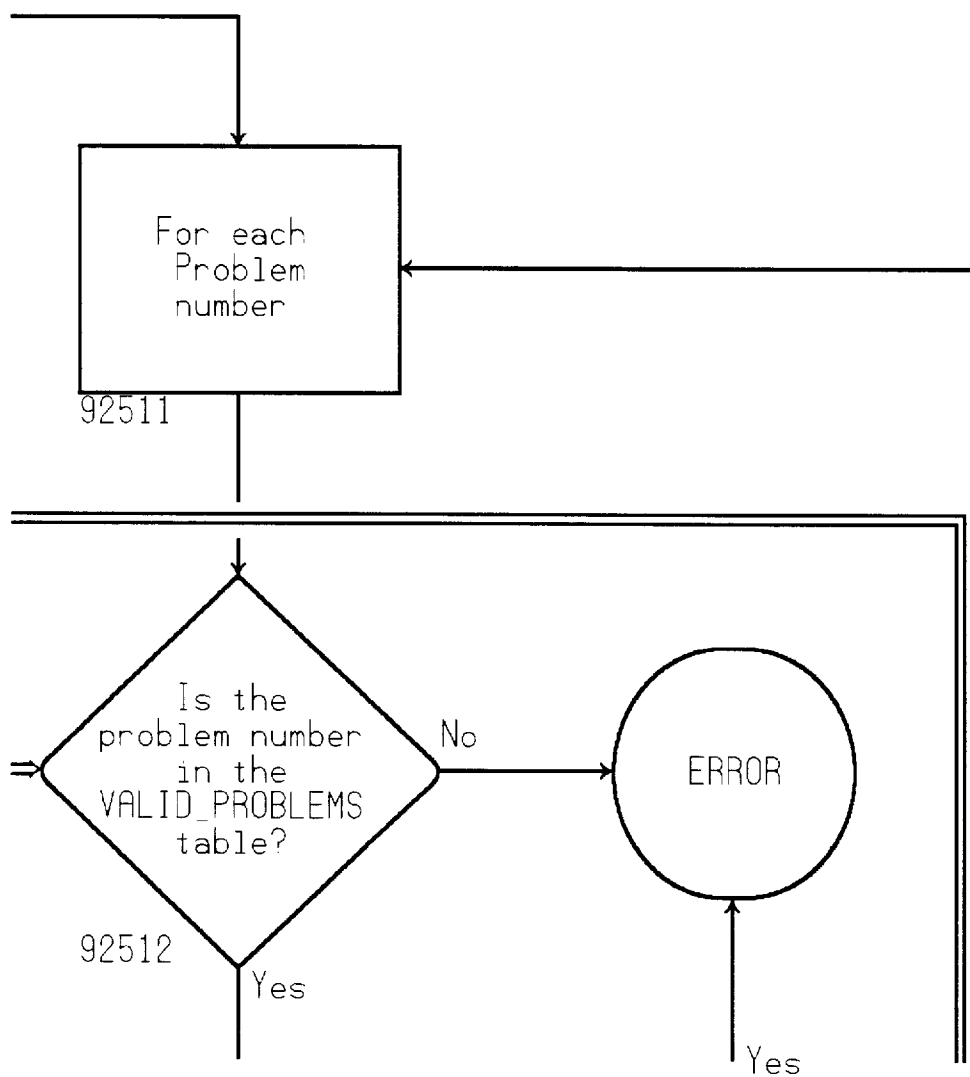 For each
Problem
number
92511
Is the
problem number
in the
VALID_PROBLEMS
table?
No
ERROR
92512
Yes
Yes